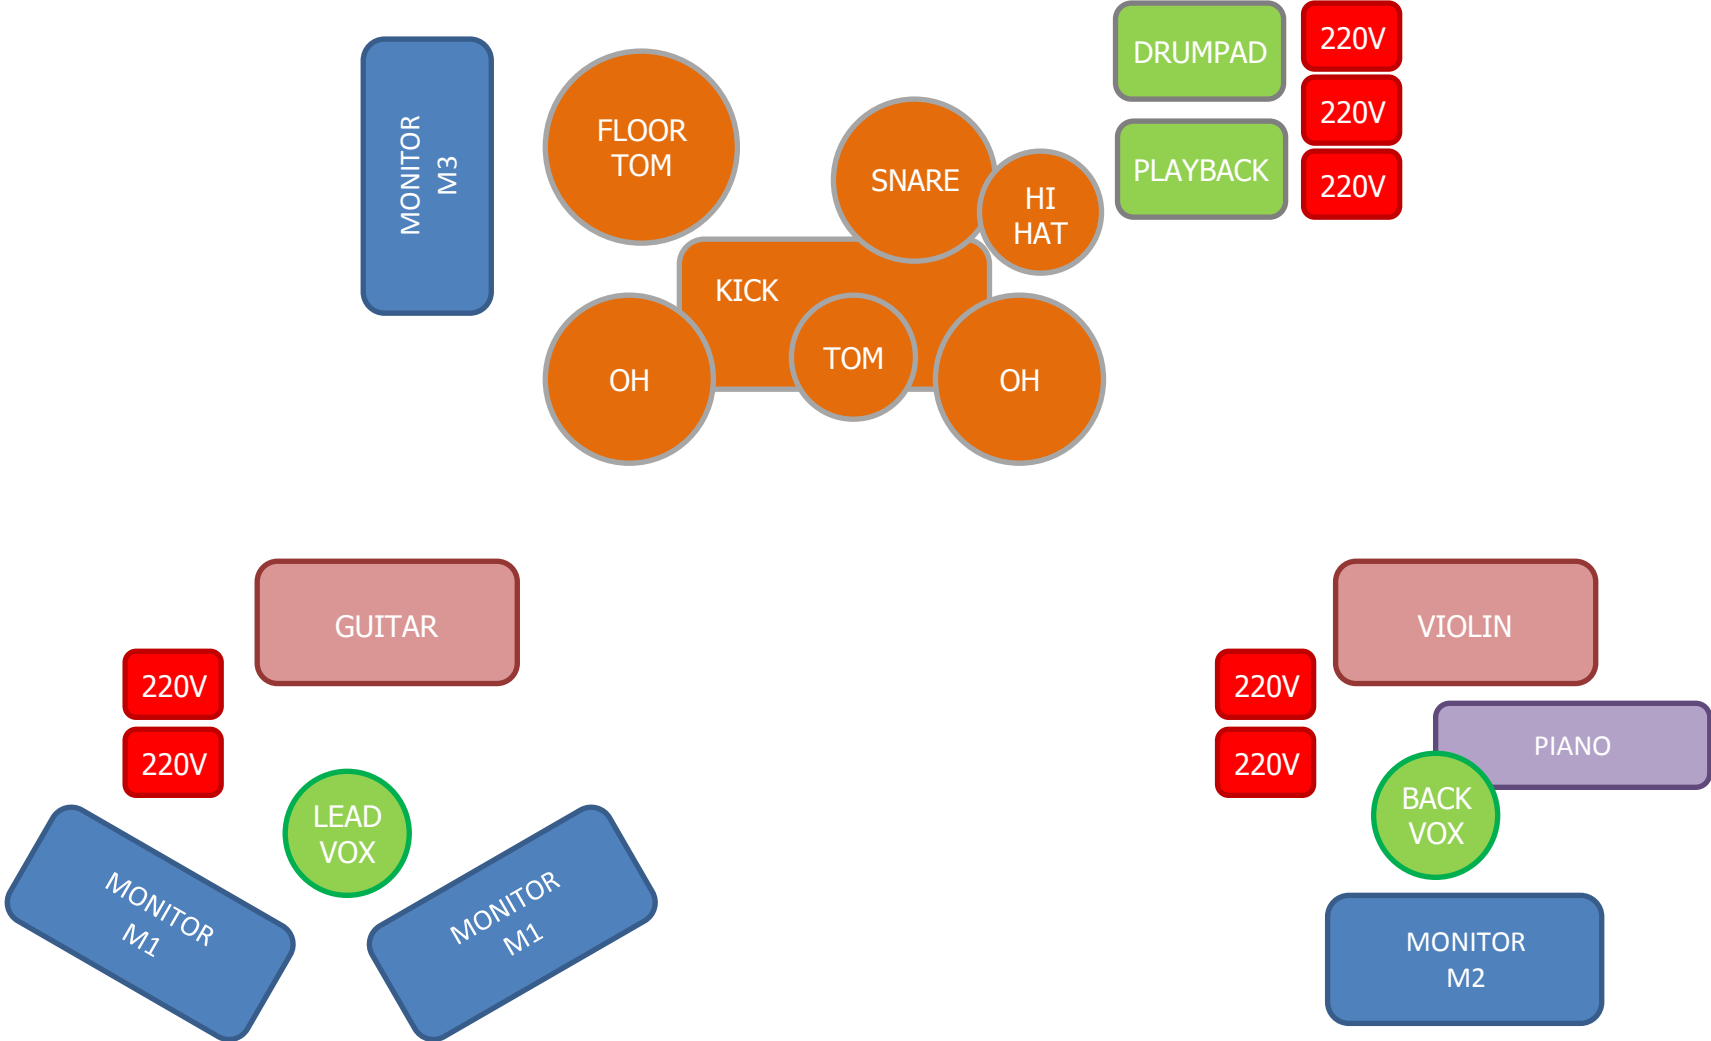 DRUMPAD
220V
220V
PLAYBACK
220V
MONITOR
M3
FLOOR
TOM
SNARE
HI
HAT
KICK
TOM
OH
OH
GUITAR
220V
220V
LEAD
VOX
MONITOR
M1
MONITOR
M1
VIOLIN
220V
220V
PIANO
BACK
VOX
MONITOR
M2